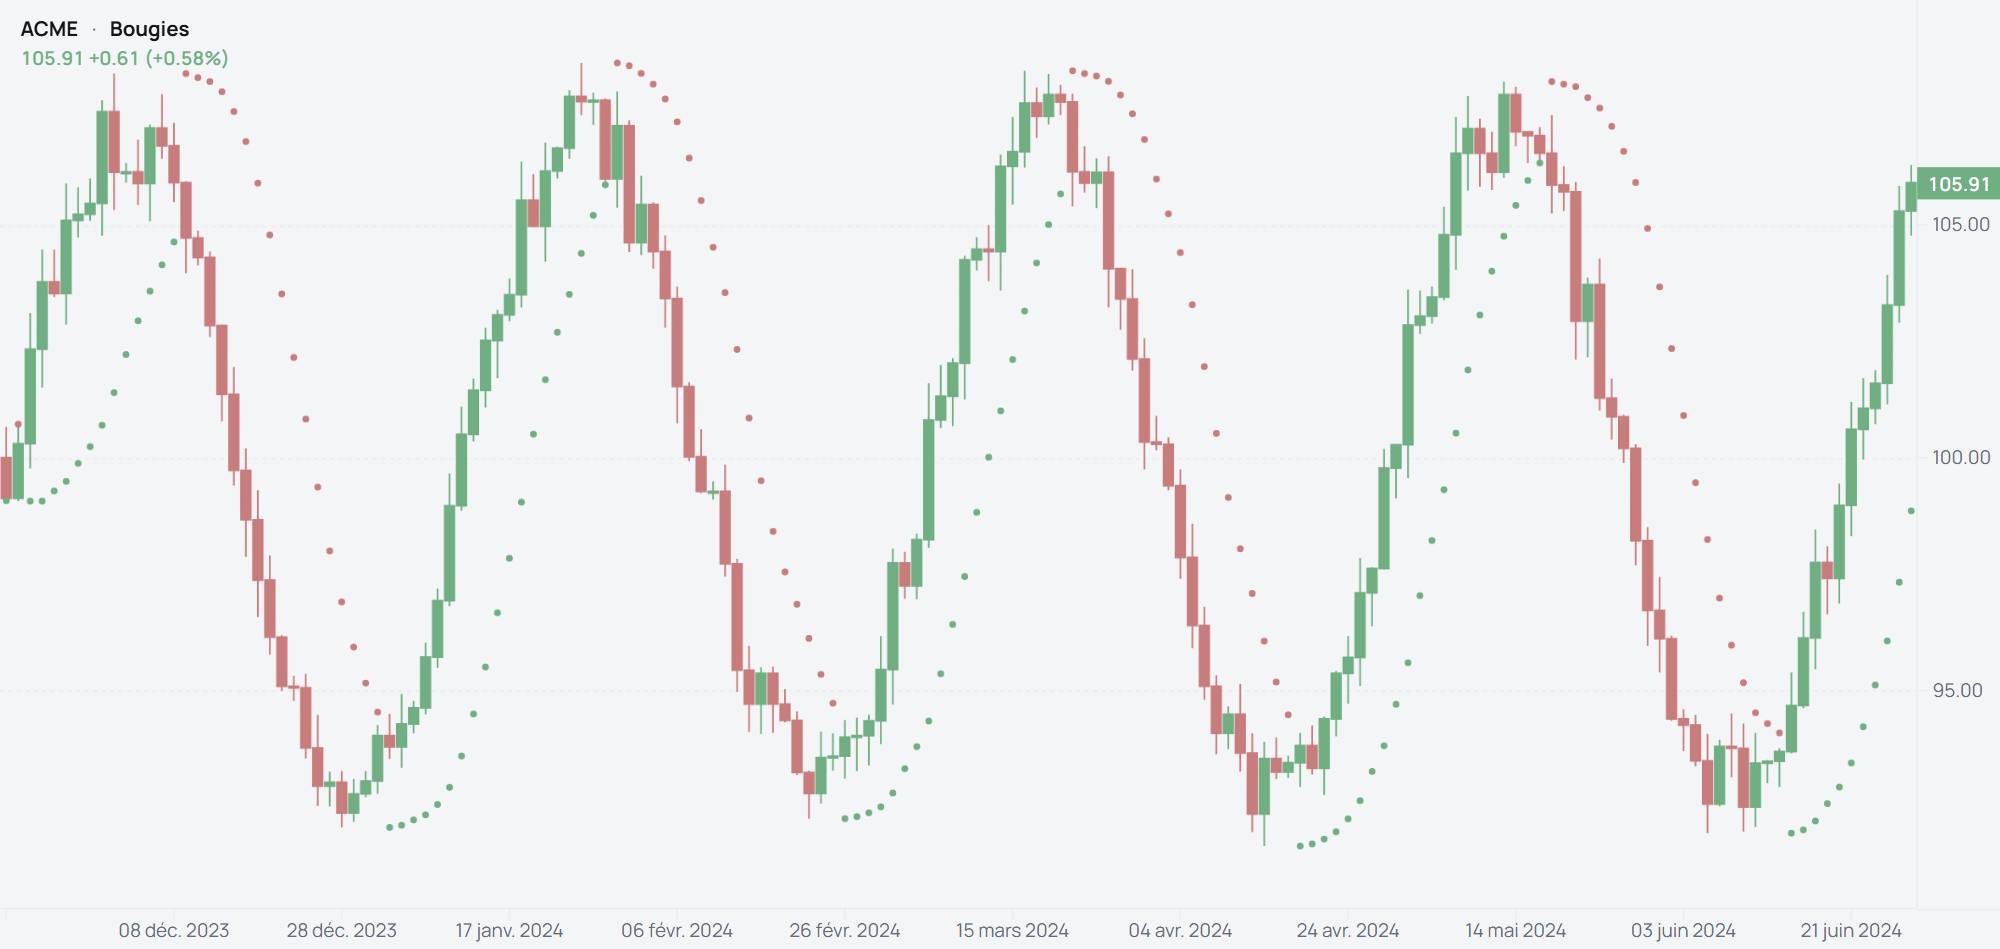 ACME · Bougies
105.91 +0.61 (+0.58%)
105.91
105.00
100.00
95.00
08 déc. 2023
28 déc. 2023
17 janv. 2024
06 févr. 2024
26 févr. 2024
15 mars 2024
04 avr. 2024
24 avr. 2024
14 mai 2024
03 juin 2024
21 juin 2024